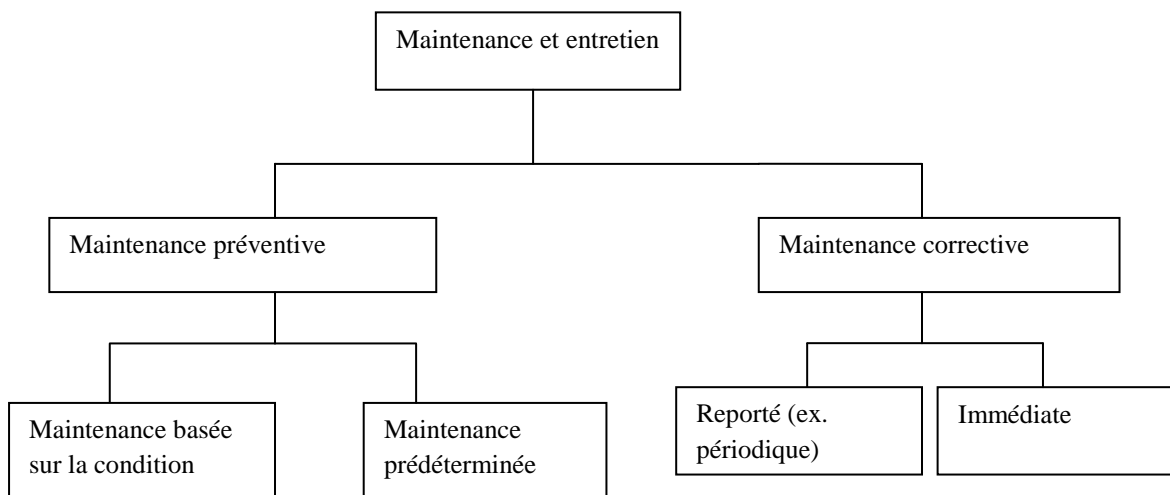 Maintenance et entretien
Maintenance préventive
Maintenance corrective
Maintenance basée
sur la condition
Maintenance
prédéterminée
Reporté (ex.
périodique)
Immédiate